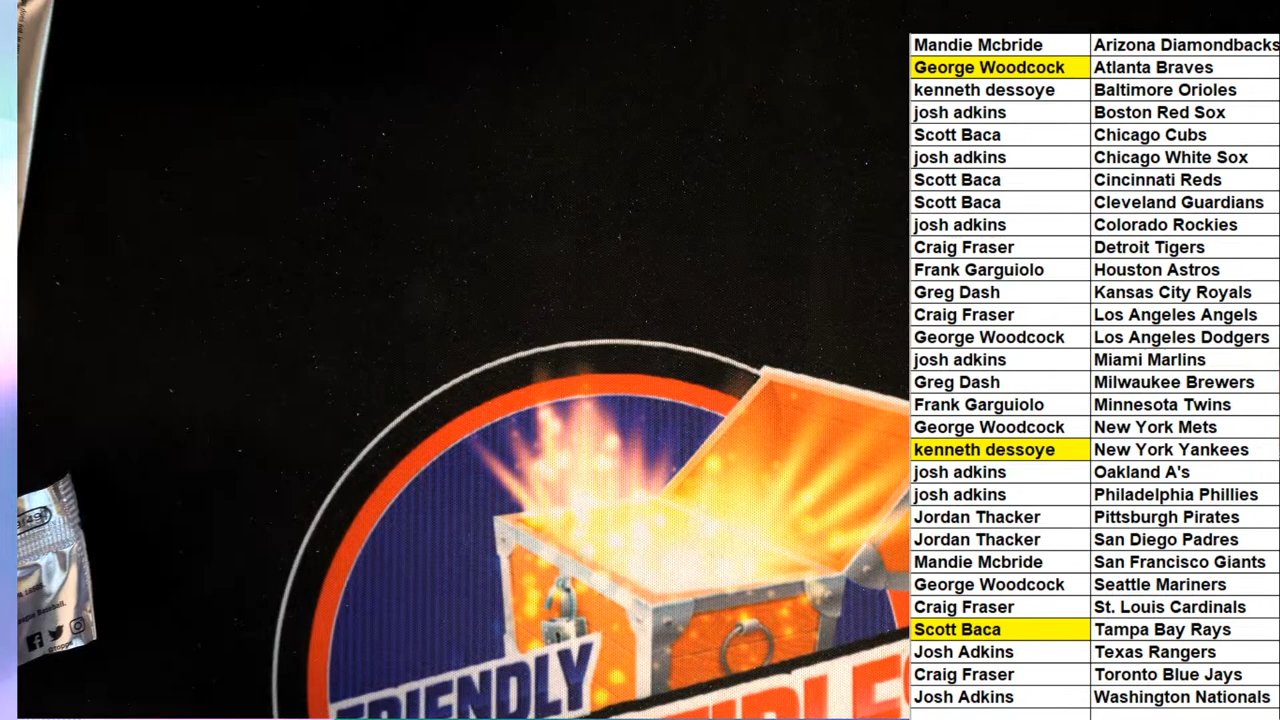 Mandie Mcbride Arizona Diamondbacks
George Woodcock Atlanta Braves
kenneth dessoye Baltimore Orioles
josh adkins Boston Red Sox
Scott Baca Chicago Cubs
josh adkins Chicago White Sox
Scott Baca Cincinnati Reds
Scott Baca Cleveland Guardians
josh adkins Colorado Rockies
Craig Fraser Detroit Tigers
Frank Garguiolo Houston Astros
Greg Dash Kansas City Royals
Craig Fraser Los Angeles Angels
George Woodcock Los Angeles Dodgers
josh adkins Miami Marlins
Greg Dash Milwaukee Brewers
Frank Garguiolo Minnesota Twins
George Woodcock New York Mets
kenneth dessoye New York Yankees
josh adkins Oakland A's
josh adkins Philadelphia Phillies
Jordan Thacker Pittsburgh Pirates
Jordan Thacker San Diego Padres
Mandie Mcbride San Francisco Giants
George Woodcock Seattle Mariners
Craig Fraser St. Louis Cardinals
Scott Baca Tampa Bay Rays
Josh Adkins Texas Rangers
Craig Fraser Toronto Blue Jays
Josh Adkins Washington Nationals
FRIENDLY
Baseball.